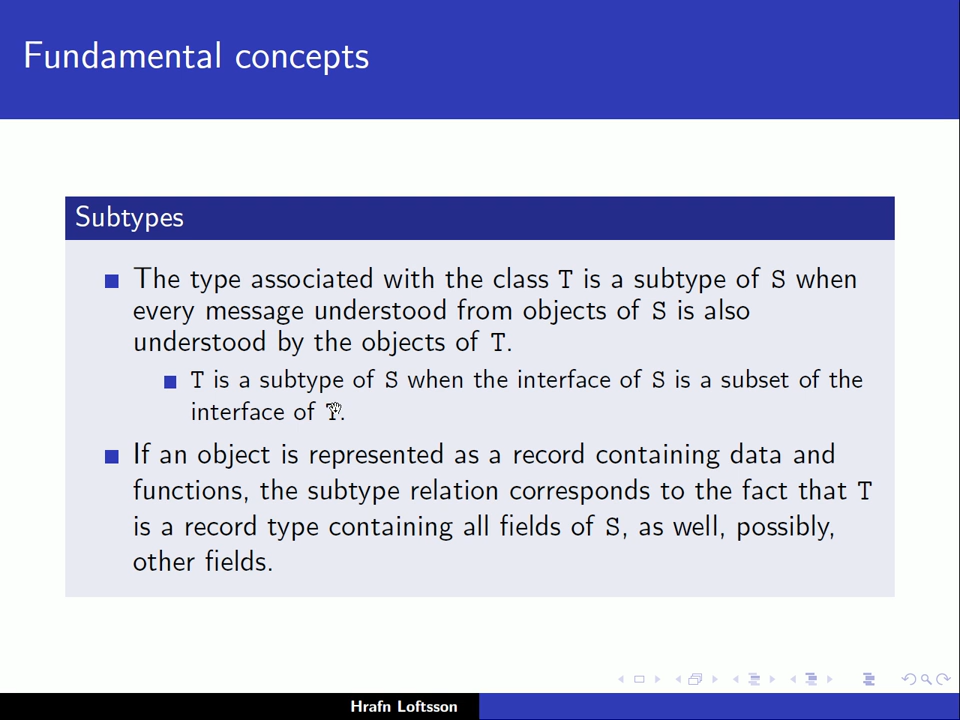 Fundamental concepts
Subtypes
The type associated with the class T is a subtype of S when
every message understood from objects of S is also
understood by the objects of T.
T is a subtype of S when the interface of S is a subset of the
interface of T.
If an object is represented as a record containing data and
functions, the subtype relation corresponds to the fact that T
is a record type containing all fields of S, as well, possibly,
other fields.
Hrafn Loftsson